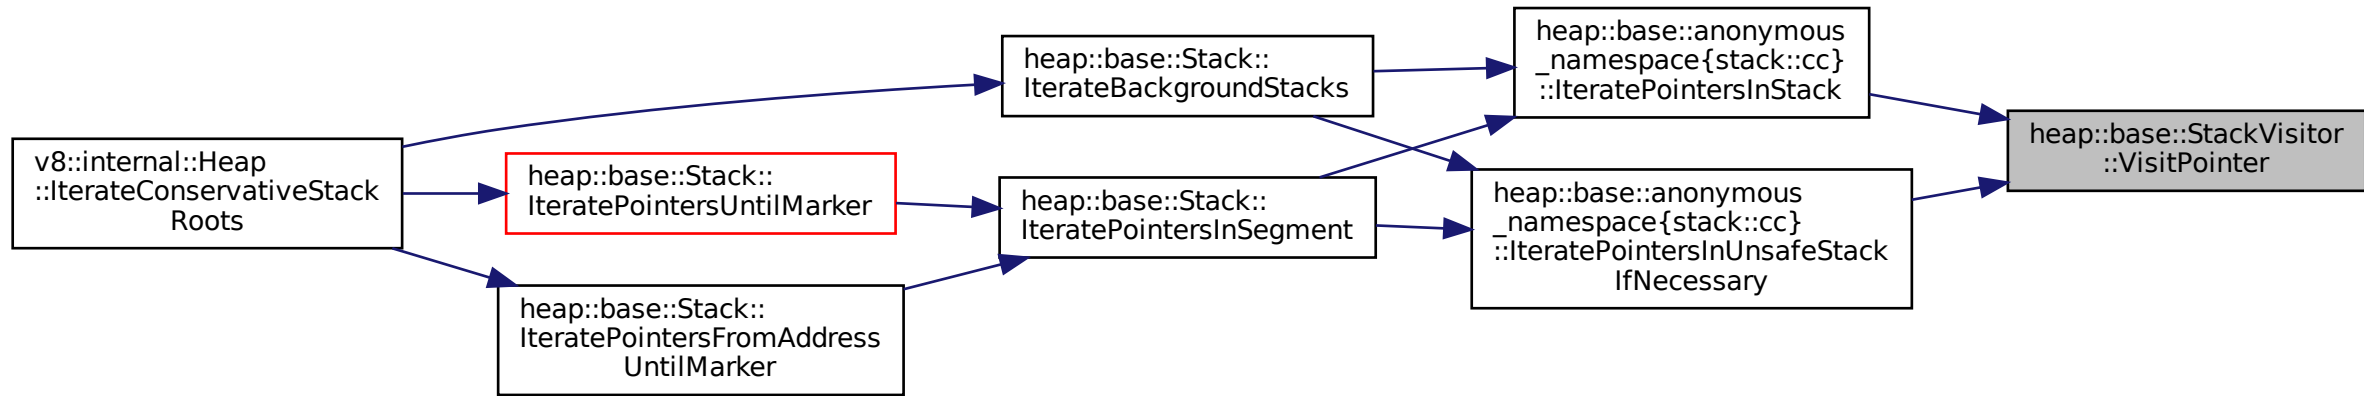 v8::internal::Heap
::IterateConservativeStack
Roots
heap::base::Stack::
IteratePointersUntilMarker
heap::base::Stack::
IteratePointersFromAddress
UntilMarker
heap::base::Stack::
IterateBackgroundStacks
heap::base::Stack::
IteratePointersInSegment
heap::base::anonymous
_namespace{stack::cc}
::IteratePointersInStack
heap::base::anonymous
_namespace{stack::cc}
::IteratePointersInUnsafeStack
IfNecessary
heap::base::StackVisitor
::VisitPointer